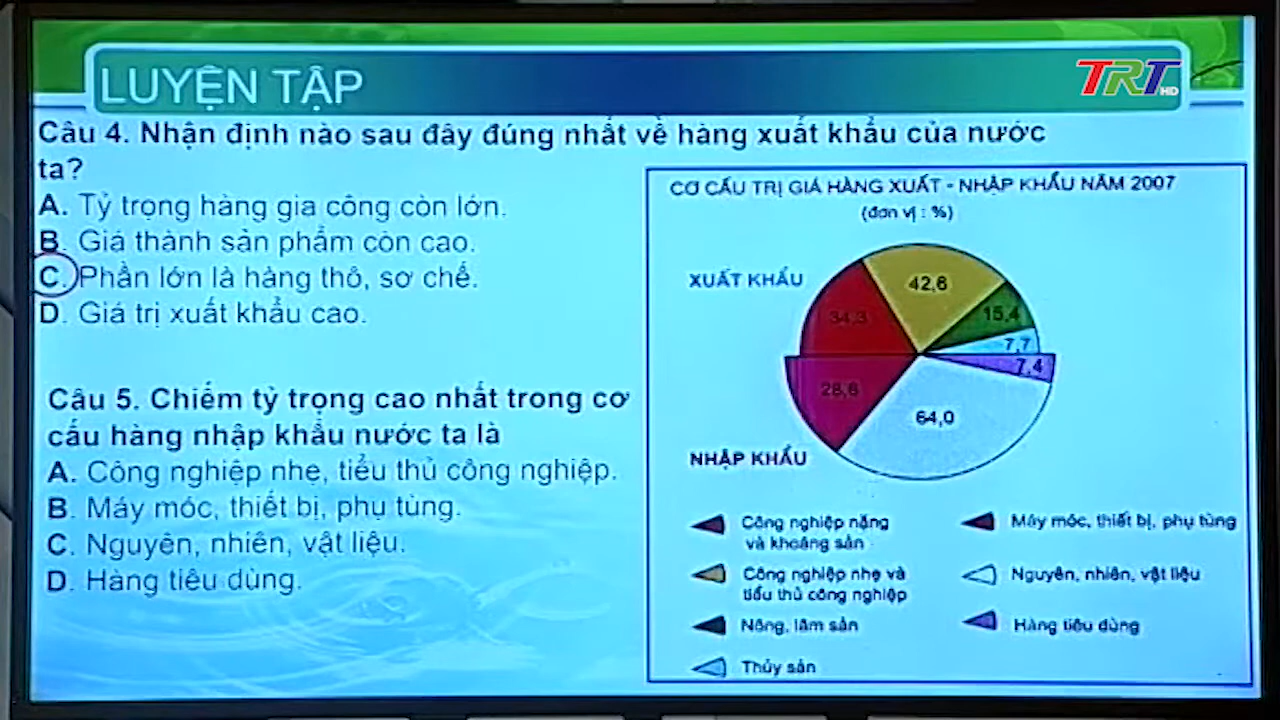 LUYỆN TẬP
TRT HD
Câu 4. Nhận định nào sau đây đúng nhất về hàng xuất khẩu của nước
ta?
A. Tỷ trọng hàng gia công còn lớn.
B. Giá thành sản phẩm còn cao.
C. Phần lớn là hàng thô, sơ chế.
D. Giá trị xuất khẩu cao.
Câu 5. Chiếm tỷ trọng cao nhất trong cơ
cấu hàng nhập khẩu nước ta là
A. Công nghiệp nhẹ, tiểu thủ công nghiệp.
B. Máy móc, thiết bị, phụ tùng.
C. Nguyên, nhiên, vật liệu.
D. Hàng tiêu dùng.
CƠ CẤU TRỊ GIÁ HÀNG XUẤT - NHẬP KHẨU NĂM 2007
(đơn vị : %)
XUẤT KHẨU
42,6
34,3
15,4
7,7
7,4
28,6
64,0
NHẬP KHẨU
Công nghiệp nặng
và khoáng sản
Công nghiệp nhẹ và
tiểu thủ công nghiệp
Nông, lâm sản
Thủy sản
Máy móc, thiết bị, phụ tùng
Nguyên, nhiên, vật liệu
Hàng tiêu dùng